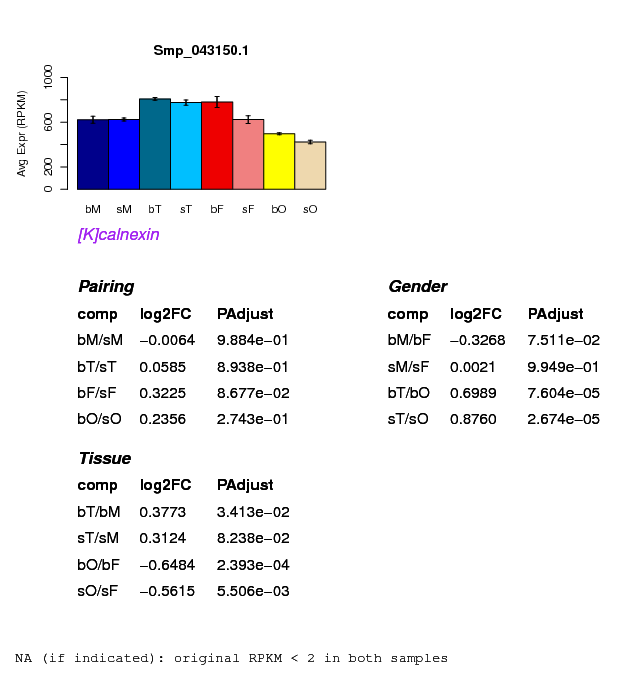 Smp_043150.1
Avg Expr (RPKM)
1000
600
200
0
bM sM bT sT bF sF bO sO
[K]calnexin
Pairing
comp log2FC PAdjust
bM/sM −0.0064 9.884e−01
bT/sT 0.0585 8.938e−01
bF/sF 0.3225 8.677e−02
bO/sO 0.2356 2.743e−01
Gender
comp log2FC PAdjust
bM/bF −0.3268 7.511e−02
sM/sF 0.0021 9.949e−01
bT/bO 0.6989 7.604e−05
sT/sO 0.8760 2.674e−05
Tissue
comp log2FC PAdjust
bT/bM 0.3773 3.413e−02
sT/sM 0.3124 8.238e−02
bO/bF −0.6484 2.393e−04
sO/sF −0.5615 5.506e−03
NA (if indicated): original RPKM < 2 in both samples